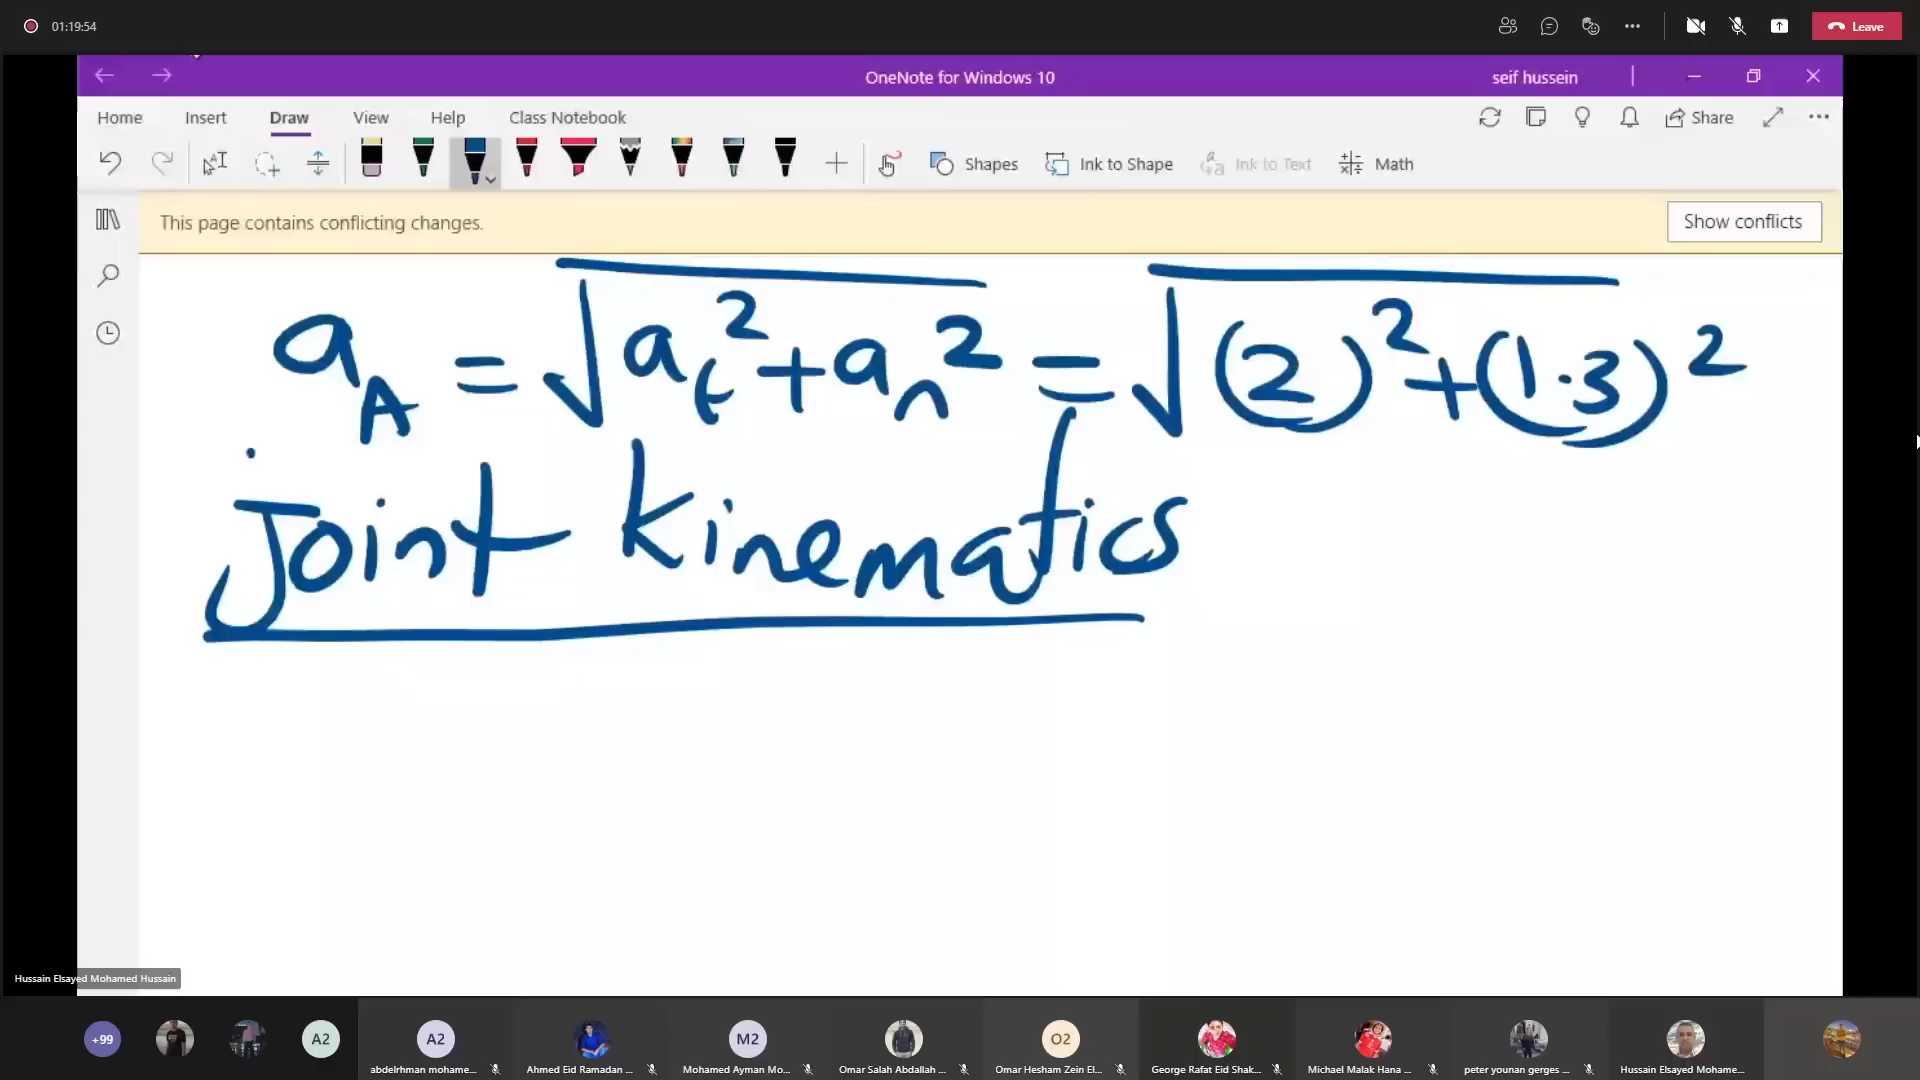 01:19:54
Leave
OneNote for Windows 10
seif hussein
Home Insert Draw View Help Class Notebook
Share
Shapes Ink to Shape Ink to Text Math
This page contains conflicting changes.
Show conflicts
a_A = √(a_t² + a_n²) = √((2)² + (1.3)²)
Joint Kinematics
Hussain Elsayed Mohamed Hussain
+99 A2 A2 M2 O2
abdelrhman mohame... Ahmed Eid Ramadan ... Mohamed Ayman Mo... Omar Salah Abdallah ... Omar Hesham Zein El... George Rafat Eid Shak... Michael Malak Hana ... peter younan gerges ... Hussain Elsayed Mohame...